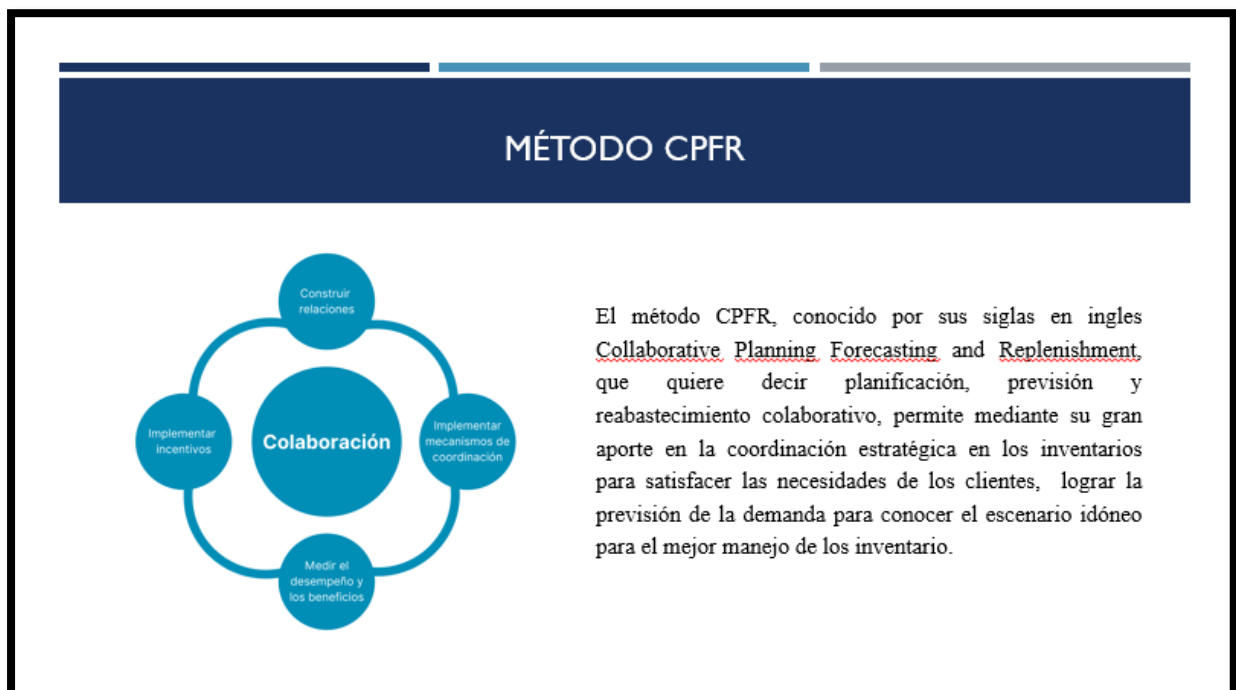 MÉTODO CPFR
Construir
relaciones
Implementar
incentivos
Colaboración
Implementar
mecanismos de
coordinación
Medir el
desempeño y
los beneficios
El método CPFR, conocido por sus siglas en ingles
Collaborative Planning Forecasting and Replenishment,
que quiere decir planificación, previsión y
reabastecimiento colaborativo, permite mediante su gran
aporte en la coordinación estratégica en los inventarios
para satisfacer las necesidades de los clientes, lograr la
previsión de la demanda para conocer el escenario idóneo
para el mejor manejo de los inventario.